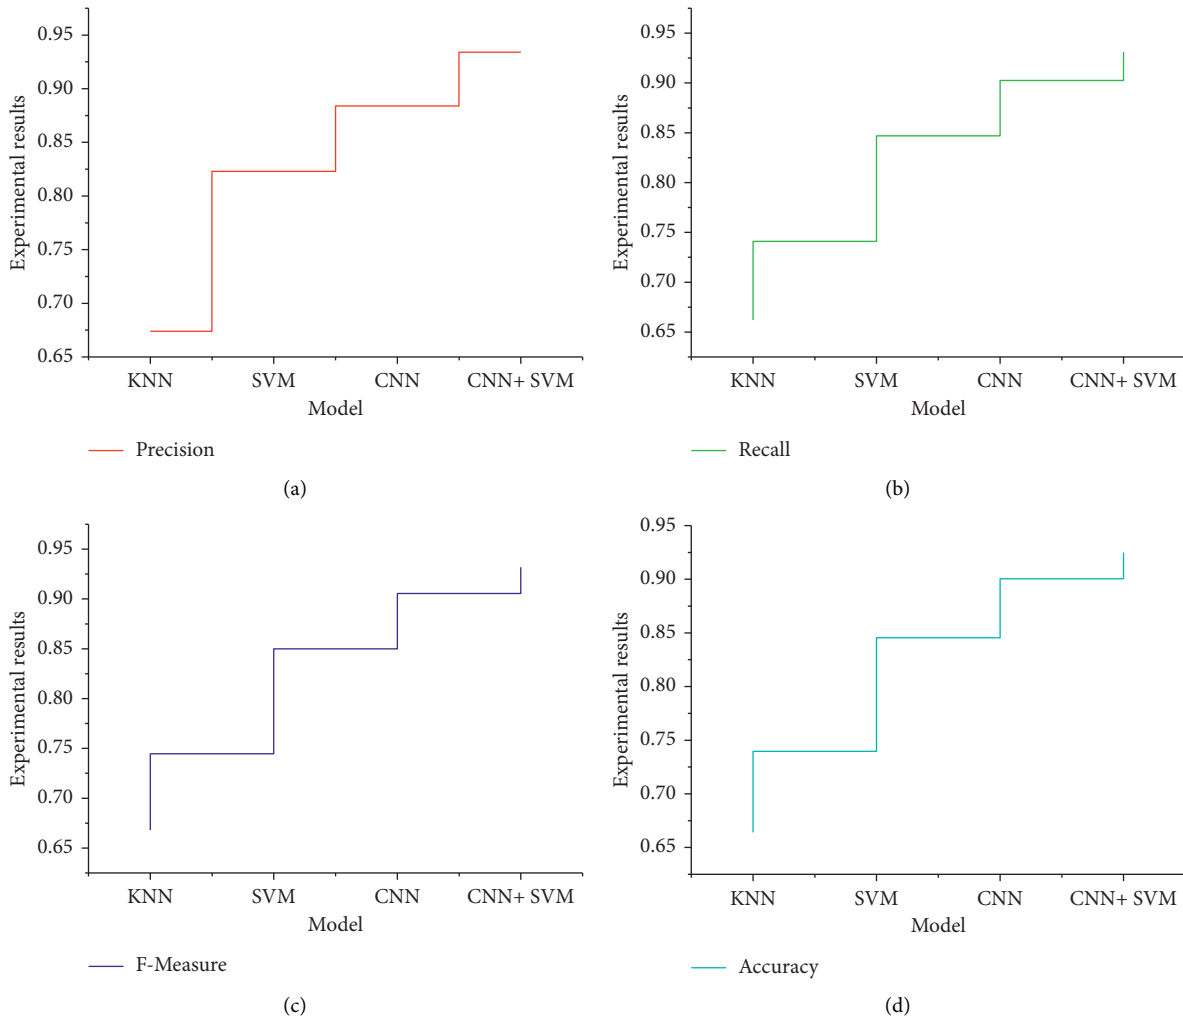 Experimental results
0.95
0.90
0.85
0.80
0.75
0.70
0.65
KNN SVM CNN CNN+ SVM
Model
Precision
(a)
Experimental results
0.95
0.90
0.85
0.80
0.75
0.70
0.65
KNN SVM CNN CNN+ SVM
Model
Recall
(b)
Experimental results
0.95
0.90
0.85
0.80
0.75
0.70
0.65
KNN SVM CNN CNN+ SVM
Model
F-Measure
(c)
Experimental results
0.95
0.90
0.85
0.80
0.75
0.70
0.65
KNN SVM CNN CNN+ SVM
Model
Accuracy
(d)